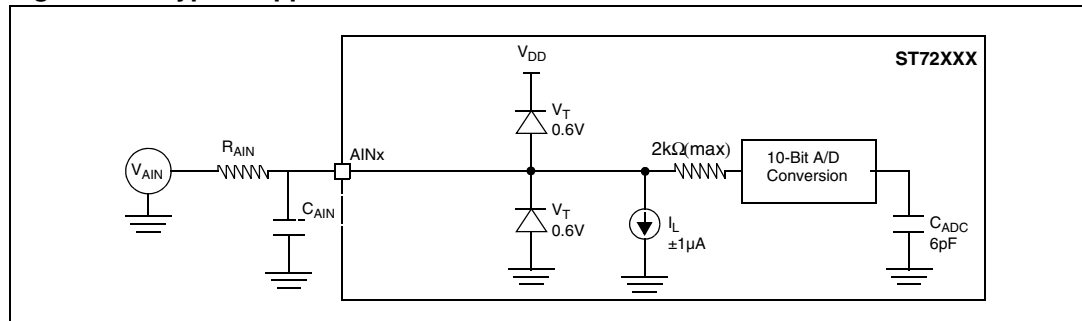 V_DD
ST72XXX
V_T
0.6V
R_AIN
AINx
2kΩ(max)
10-Bit A/D
Conversion
V_AIN
C_AIN
V_T
0.6V
I_L
±1μA
C_ADC
6pF